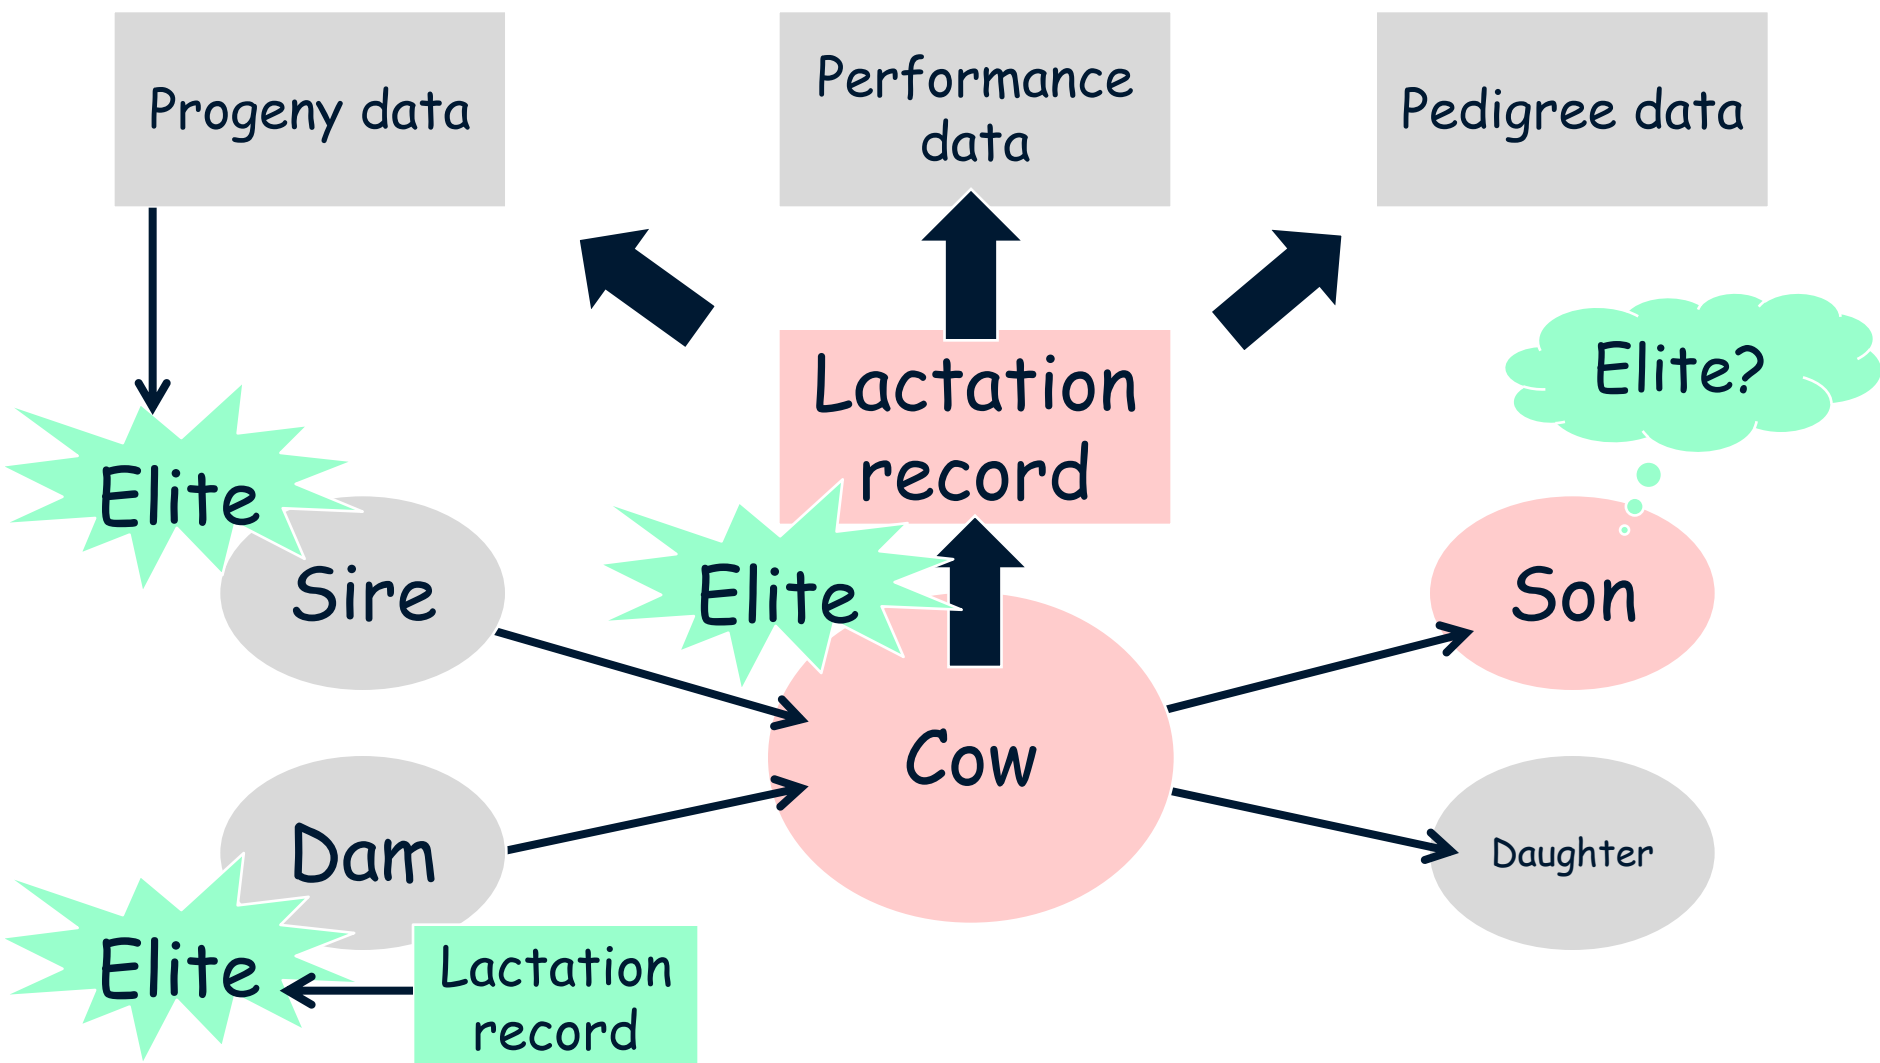 Progeny data
Performance
data
Pedigree data
Lactation
record
Elite?
Elite
Sire
Elite
Son
Cow
Dam
Daughter
Elite
Lactation
record